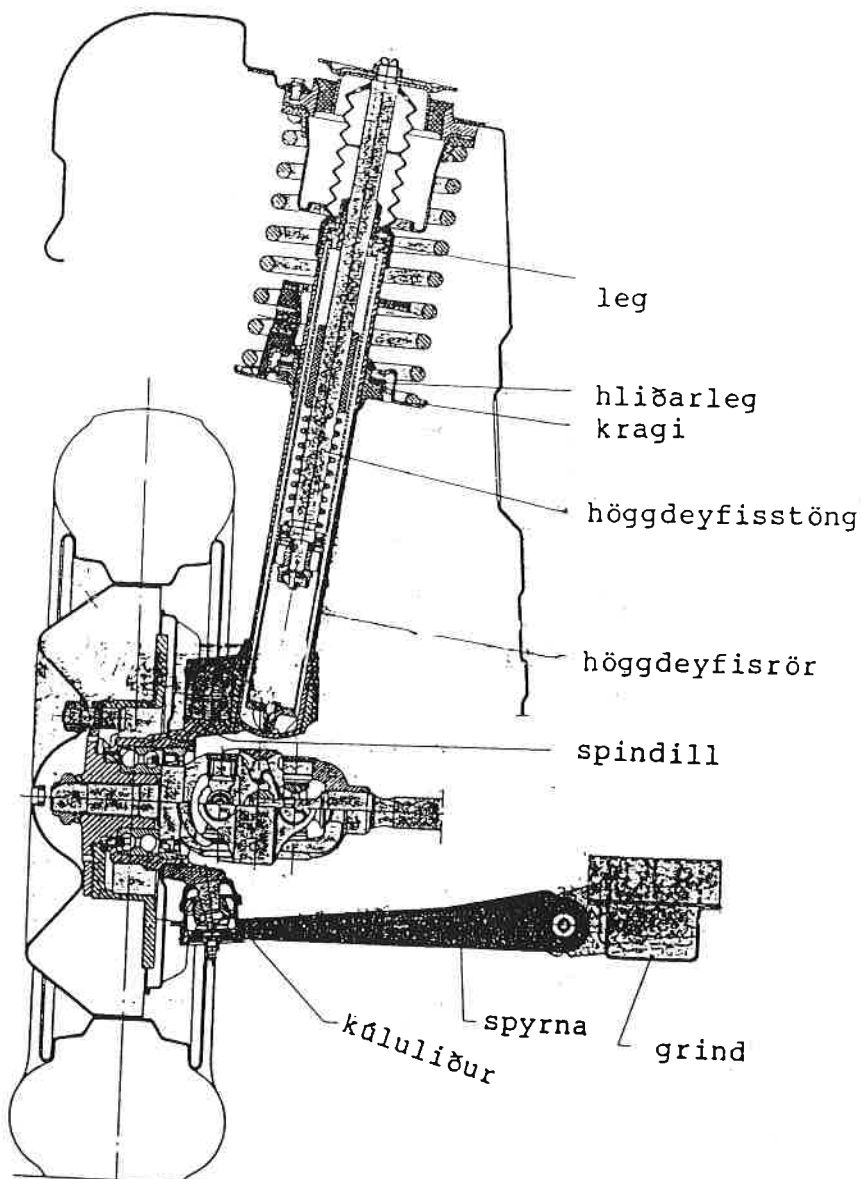 leg
hliðarleg
kragi
höggdeyfisstöng
höggdeyfisrör
spindill
kúluliður
spyrna
grind